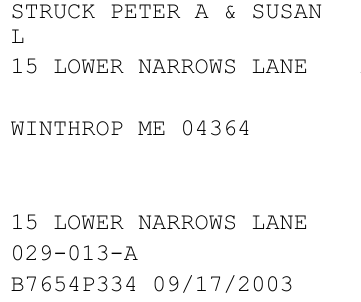 STRUCK PETER A & SUSAN
L
15 LOWER NARROWS LANE
WINTHROP ME 04364
15 LOWER NARROWS LANE
029-013-A
B7654P334 09/17/2003